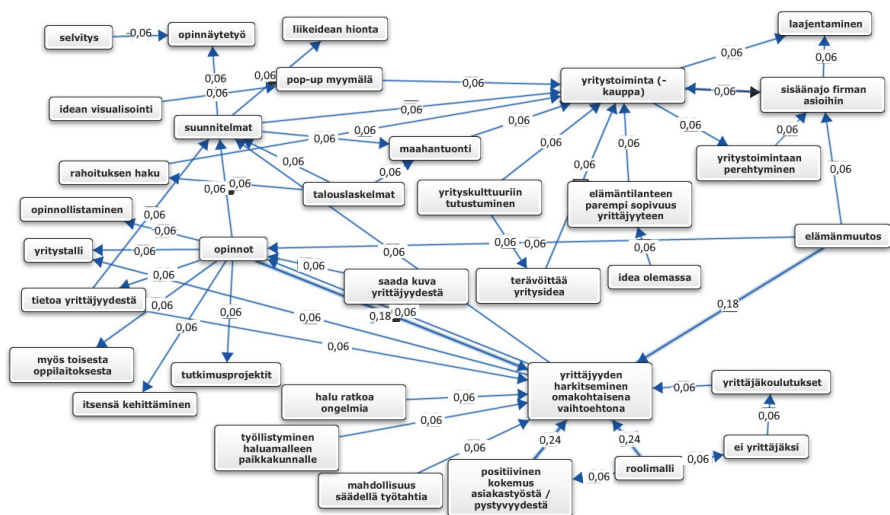 liikeidean hionta
laajentaminen
selvitys
-0,06
opinnäytetyö
0,06
0,06
pop-up myymälä
0,06
yritystoiminta (-
kauppa)
0,06
sisäänajo firman
asioihin
idean visualisointi
0,06
0,06
0,06
0,06
suunnitelmat
0,06
0,06
maahantuonti
0,06
0,06
0,06
yritystoimintaan
perehtyminen
rahoituksen haku
0,06
0,06
0,06
0,06
talouslaskelmat
0,06
yrityskulttuuriin
tutustuminen
0,06
elämäntilanteen
parempi sopivuus
yrittäjyyteen
0,06
opinnollistaminen
0,06
yritystalli
0,06
opinnot
0,06
0,06
0,06
elämänmuutos
0,06
saada kuva
yrittäjyydestä
terävöittää
yritysidea
idea olemassa
tietoa yrittäjyydestä
0,06
0,06
0,18
0,06
0,18
0,06
0,06
0,06
myös toisesta
oppilaitoksesta
tutkimusprojektit
yrittäjyyden
harkitseminen
omakohtaisena
vaihtoehtona
0,06
yrittäjäkoulutukset
itsensä kehittäminen
halu ratkoa
ongelmia
0,06
0,06
työllistyminen
haluamalleen
paikkakunnalle
0,06
0,06
0,24
0,24
ei yrittäjäksi
mahdollisuus
säädellä työtahtia
positiivinen
kokemus
asiakastyöstä /
pystyvyydestä
0,06
roolimalli
0,06